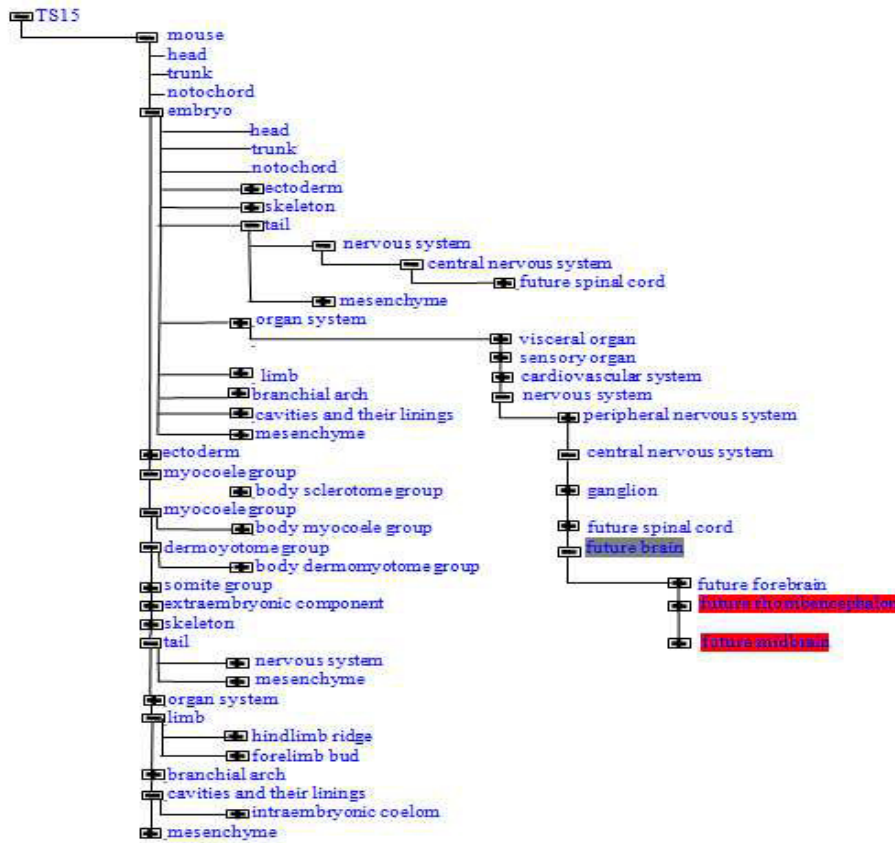 TS15
mouse
head
trunk
notochord
embryo
head
trunk
notochord
ectoderm
skeleton
tail
nervous system
central nervous system
future spinal cord
mesenchyme
organ system
visceral organ
sensory organ
cardiovascular system
limb
nervous system
branchial arch
cavities and their linings
peripheral nervous system
mesenchyme
ectoderm
central nervous system
myocoele group
body sclerotome group
ganglion
myocoele group
body myocoele group
future spinal cord
dermoyotome group
future brain
body dermomyotome group
somite group
future forebrain
extraembryonic component
future rhombencephalon
skeleton
tail
future midbrain
nervous system
mesenchyme
organ system
limb
hindlimb ridge
forelimb bud
branchial arch
cavities and their linings
intraembryonic coelom
mesenchyme